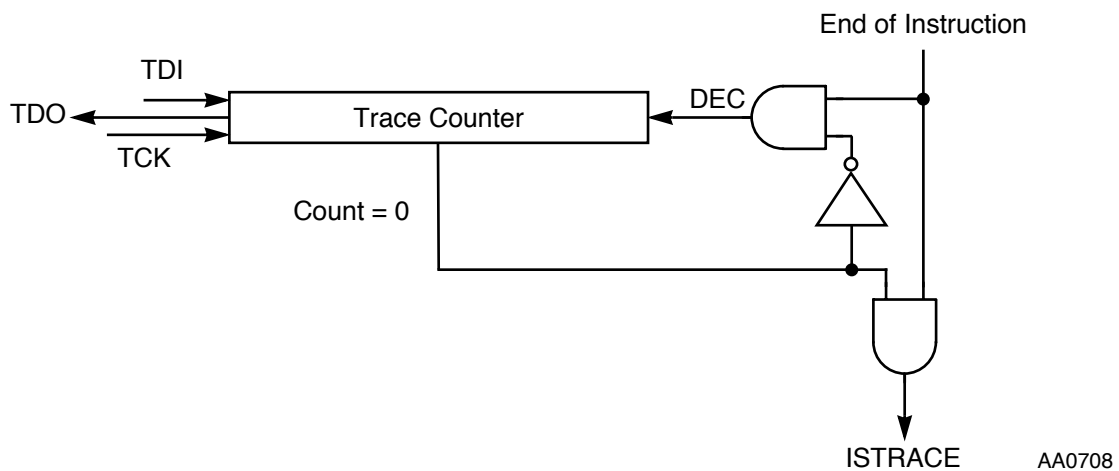 End of Instruction
TDI
DEC
TDO
Trace Counter
TCK
Count = 0
ISTRACE
AA0708